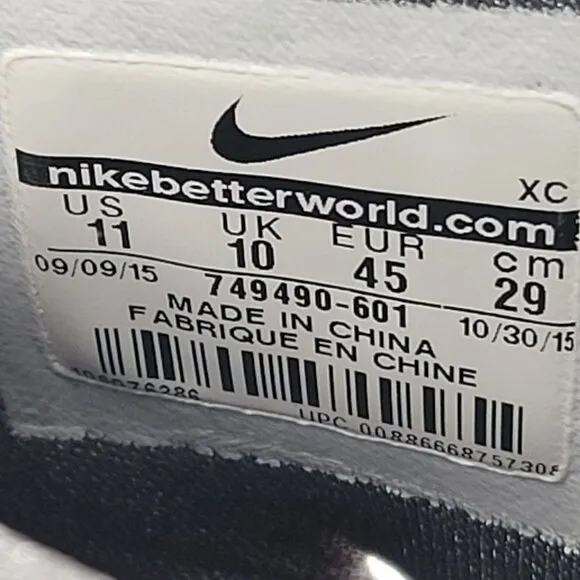 XC
nikebetterworld.com
US UK EUR cm
11 10 45 29
09/09/15 749490-601 10/30/15
MADE IN CHINA
FABRIQUE EN CHINE
UPC